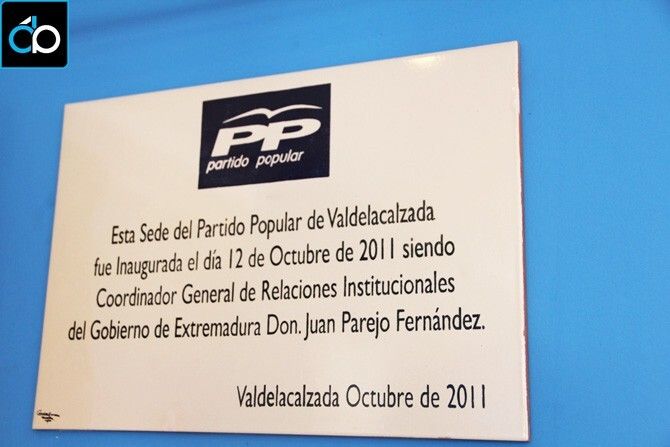 PP
partido popular
Esta Sede del Partido Popular de Valdelacalzada
fue Inaugurada el día 12 de Octubre de 2011 siendo
Coordinador General de Relaciones Institucionales
del Gobierno de Extremadura Don. Juan Parejo Fernández.
Valdelacalzada Octubre de 2011